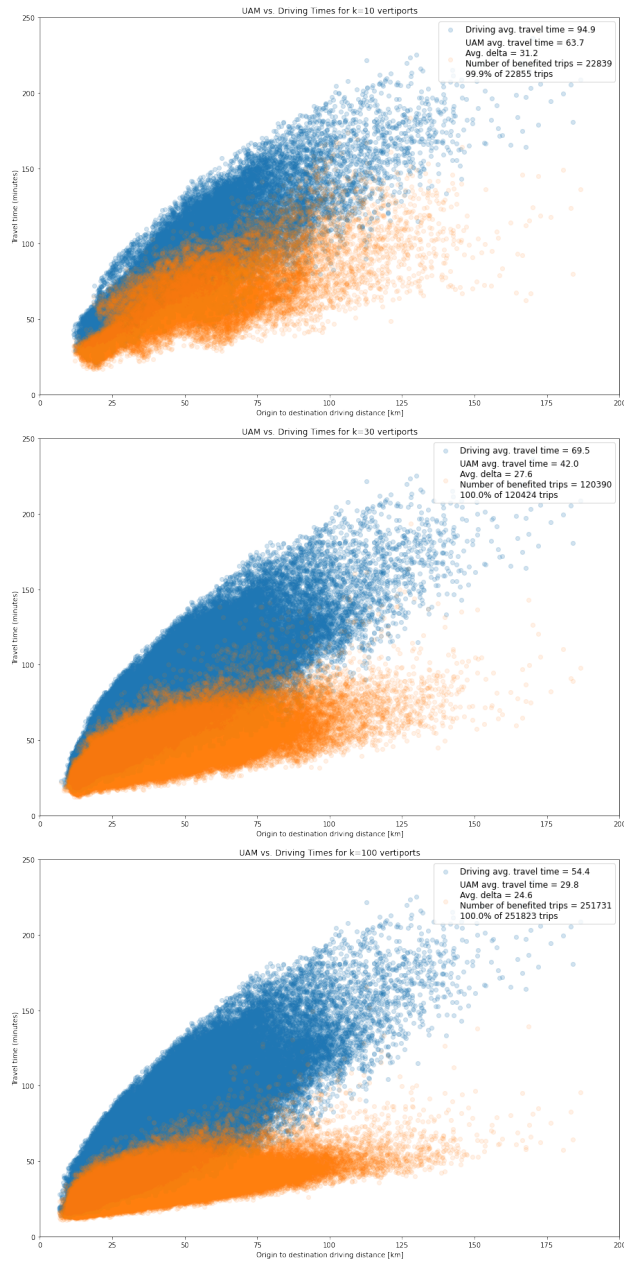 UAM vs. Driving Times for k=10 vertiports
Driving avg. travel time = 94.9
UAM avg. travel time = 63.7
Avg. delta = 31.2
Number of benefited trips = 22839
99.9% of 22855 trips
250
200
150
100
50
0
Travel time (minutes)
0 25 50 75 100 125 150 175 200
Origin to destination driving distance [km]
UAM vs. Driving Times for k=30 vertiports
Driving avg. travel time = 69.5
UAM avg. travel time = 42.0
Avg. delta = 27.6
Number of benefited trips = 120390
100.0% of 120424 trips
250
200
150
100
50
0
Travel time (minutes)
0 25 50 75 100 125 150 175 200
Origin to destination driving distance [km]
UAM vs. Driving Times for k=100 vertiports
Driving avg. travel time = 54.4
UAM avg. travel time = 29.8
Avg. delta = 24.6
Number of benefited trips = 251731
100.0% of 251823 trips
250
200
150
100
50
0
Travel time (minutes)
0 25 50 75 100 125 150 175 200
Origin to destination driving distance [km]